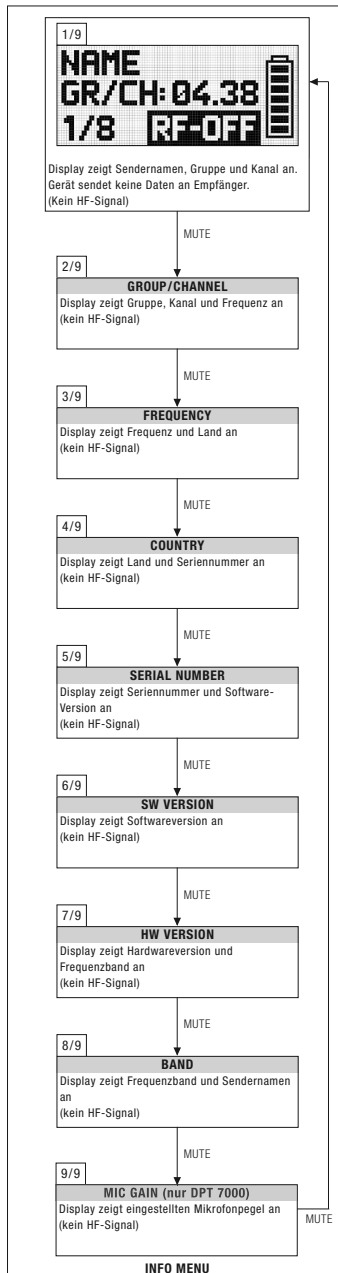 1/9
NAME
GR/CH:04.38
1/8 RF OFF
Display zeigt Sendernamen, Gruppe und Kanal an.
Gerät sendet keine Daten an Empfänger.
(Kein HF-Signal)
MUTE
2/9
GROUP/CHANNEL
Display zeigt Gruppe, Kanal und Frequenz an
(kein HF-Signal)
MUTE
3/9
FREQUENCY
Display zeigt Frequenz und Land an
(kein HF-Signal)
MUTE
4/9
COUNTRY
Display zeigt Land und Seriennummer an
(kein HF-Signal)
MUTE
5/9
SERIAL NUMBER
Display zeigt Seriennummer und Software-
Version an
(kein HF-Signal)
MUTE
6/9
SW VERSION
Display zeigt Softwareversion an
(kein HF-Signal)
MUTE
7/9
HW VERSION
Display zeigt Hardwareversion und
Frequenzband an
(kein HF-Signal)
MUTE
8/9
BAND
Display zeigt Frequenzband und Sendernamen
an
(kein HF-Signal)
MUTE
9/9
MIC GAIN (nur DPT 7000)
Display zeigt eingestellten Mikrofonpegel an
(kein HF-Signal)
MUTE
INFO MENU